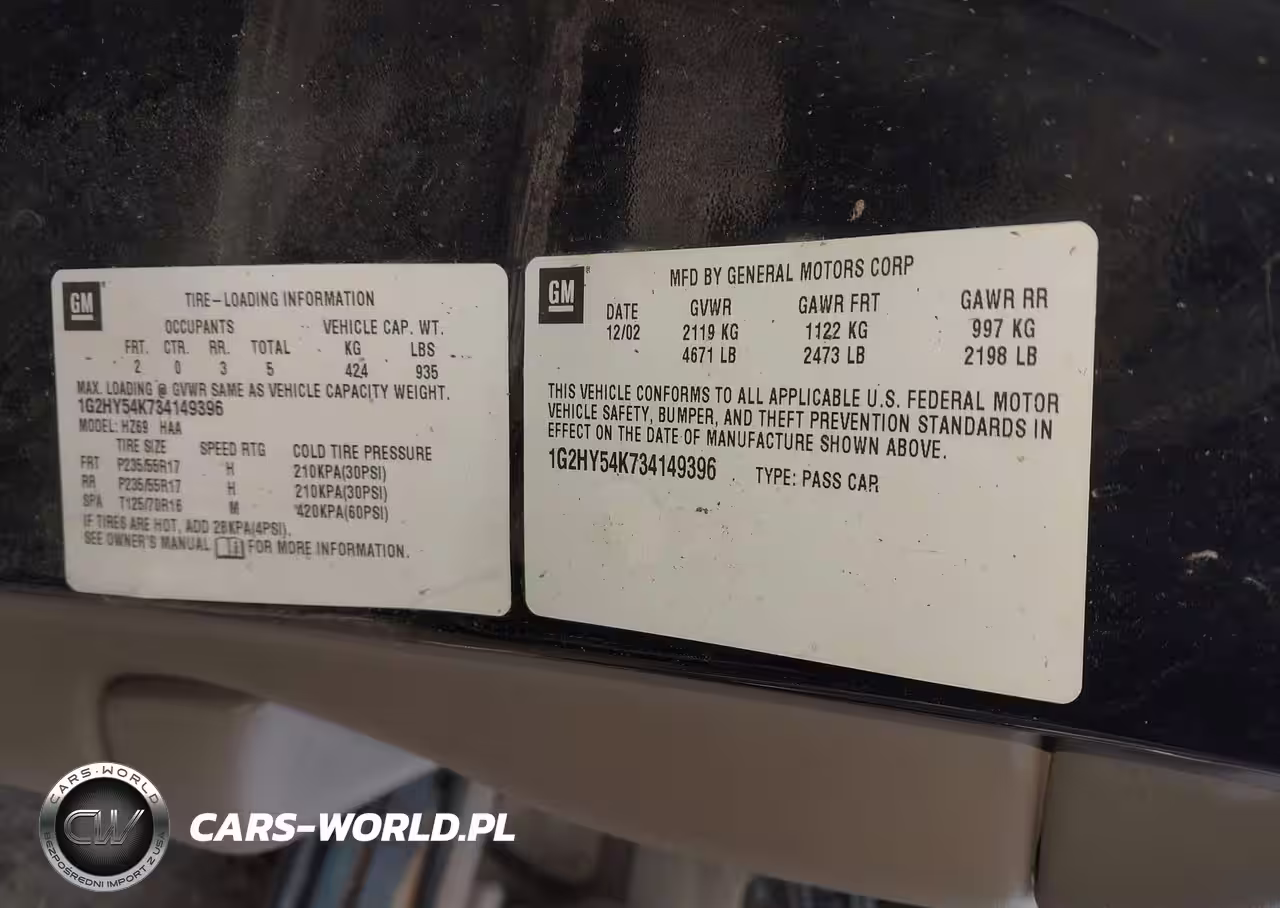 GM
TIRE-LOADING INFORMATION
OCCUPANTS VEHICLE CAP. WT.
FRT. CTR. RR. TOTAL KG LBS
2 0 3 5 424 935
MAX. LOADING @ GVWR SAME AS VEHICLE CAPACITY WEIGHT.
1G2HY54K734149396
MODEL: HZ69 HAA
TIRE SIZE SPEED RTG COLD TIRE PRESSURE
FRT P235/55R17 H 210KPA(30PSI)
RR P235/55R17 H 210KPA(30PSI)
SPA T125/70R16 M 420KPA(60PSI)
IF TIRES ARE HOT, ADD 28KPA(4PSI).
SEE OWNER'S MANUAL FOR MORE INFORMATION.
GM
MFD BY GENERAL MOTORS CORP
DATE GVWR GAWR FRT GAWR RR
12/02 2119 KG 1122 KG 997 KG
4671 LB 2473 LB 2198 LB
THIS VEHICLE CONFORMS TO ALL APPLICABLE U.S. FEDERAL MOTOR
VEHICLE SAFETY, BUMPER, AND THEFT PREVENTION STANDARDS IN
EFFECT ON THE DATE OF MANUFACTURE SHOWN ABOVE.
1G2HY54K734149396 TYPE: PASS CAR
CARS-WORLD
CW
BEZPOŚREDNI IMPORT Z USA
CARS-WORLD.PL